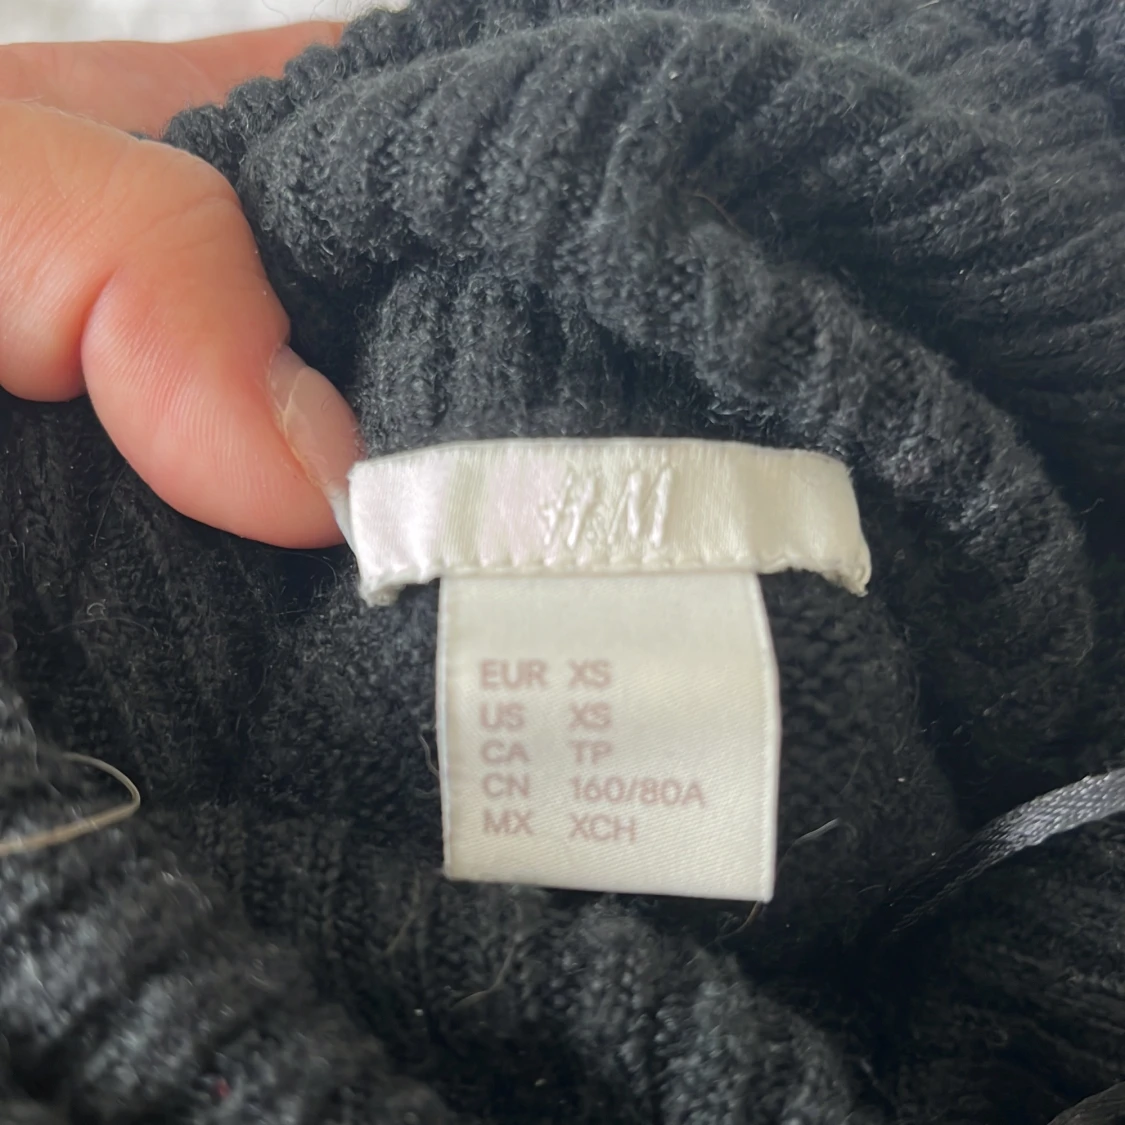 H&M
EUR XS
US XS
CA TP
CN 160/80A
MX XCH